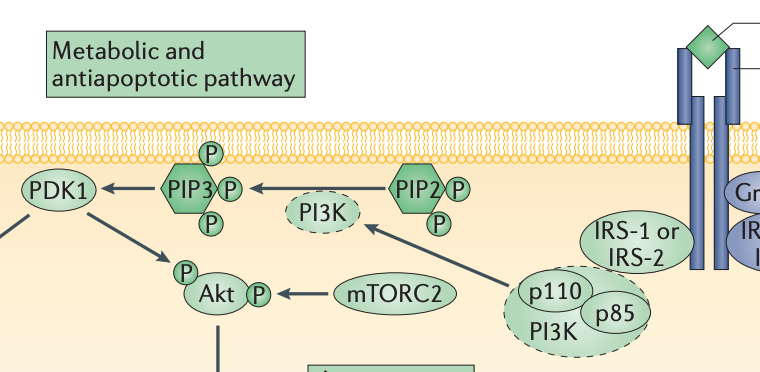 Metabolic and
antiapoptotic pathway
P
PDK1
PIP3
P
PIP2
P
P
PI3K
P
IRS-1 or
IRS-2
P
Akt
P
mTORC2
p110
p85
PI3K